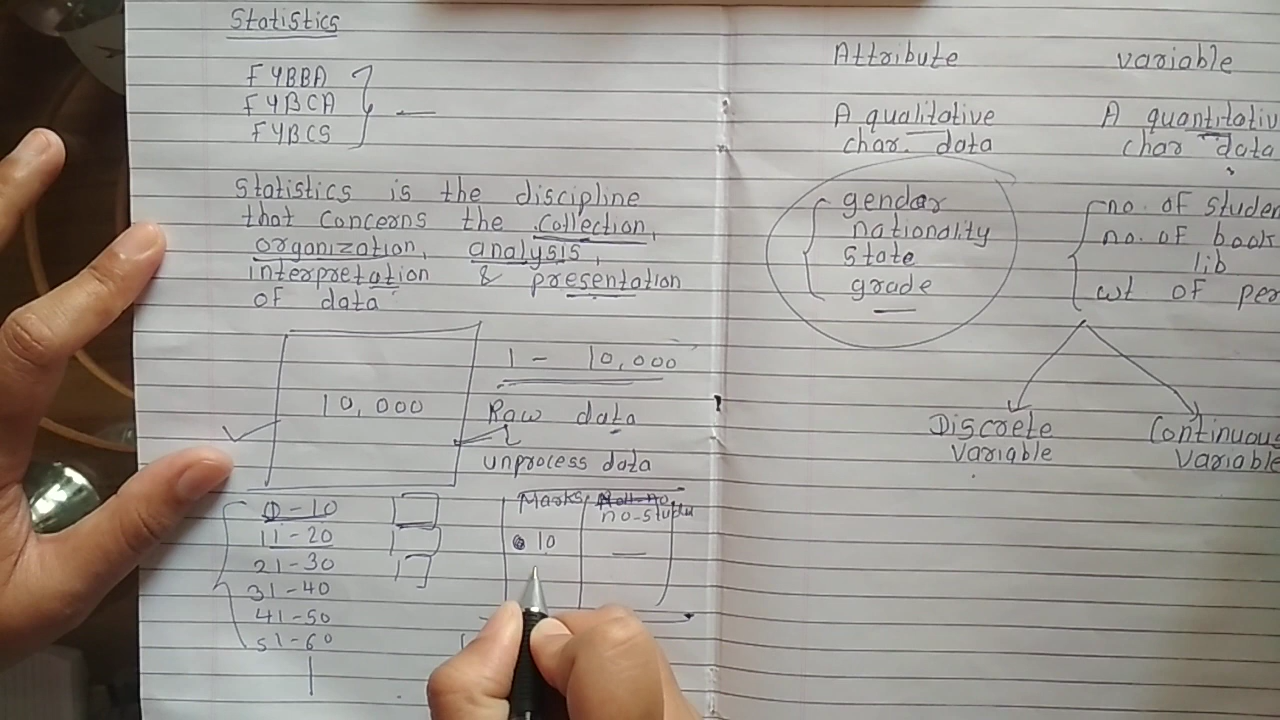 Statistics
FYBBA
FYBCA
FYBCS
Statistics is the discipline
that concerns the collection,
organization, analysis,
interpretation & presentation
of data
10,000
1 - 10,000
Raw data
unprocess data
0-10
11-20
21-30
31-40
41-50
51-60
Marks
10
Attribute
A qualitative
char. data
gendar
nationality
state
grade
variable
A quantitativ
char data
no. of studen
no. of book
lib
wt of per
Discrete
variable
Continuous
variable